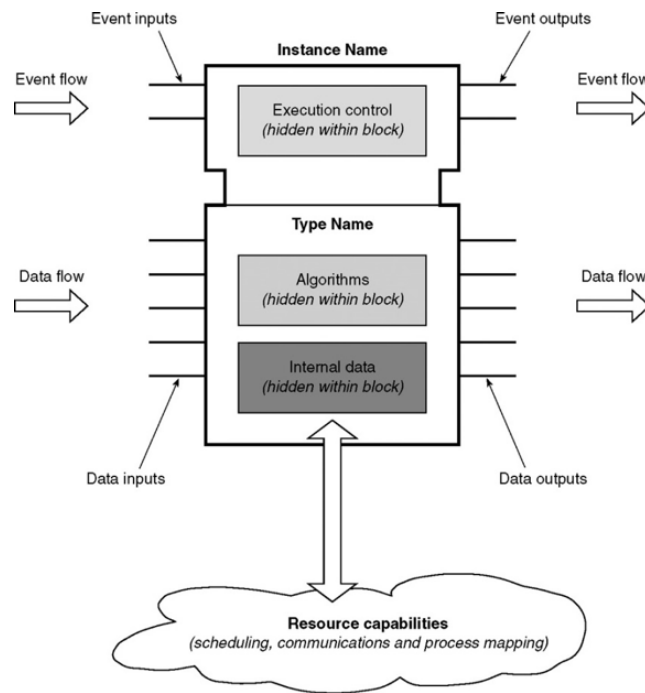 Event inputs
Event outputs
Instance Name
Event flow
Event flow
Execution control
(hidden within block)
Type Name
Data flow
Data flow
Algorithms
(hidden within block)
Internal data
(hidden within block)
Data inputs
Data outputs
Resource capabilities
(scheduling, communications and process mapping)